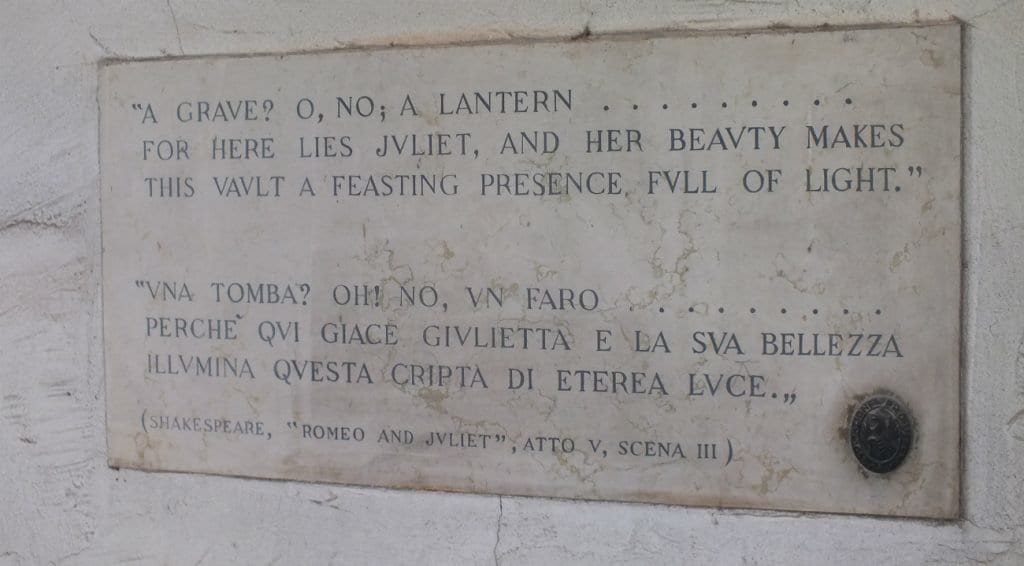 “A GRAVE? O, NO; A LANTERN . . . . . . . . .
FOR HERE LIES JVLIET, AND HER BEAVTY MAKES
THIS VAVLT A FEASTING PRESENCE FVLL OF LIGHT.”
“VNA TOMBA? OH! NO, VN FARO . . . . . . . . .
PERCHÈ QVI GIACE GIVLIETTA E LA SVA BELLEZZA
ILLVMINA QVESTA CRIPTA DI ETEREA LVCE.„
(SHAKESPEARE, “ROMEO AND JVLIET”, ATTO V, SCENA III)